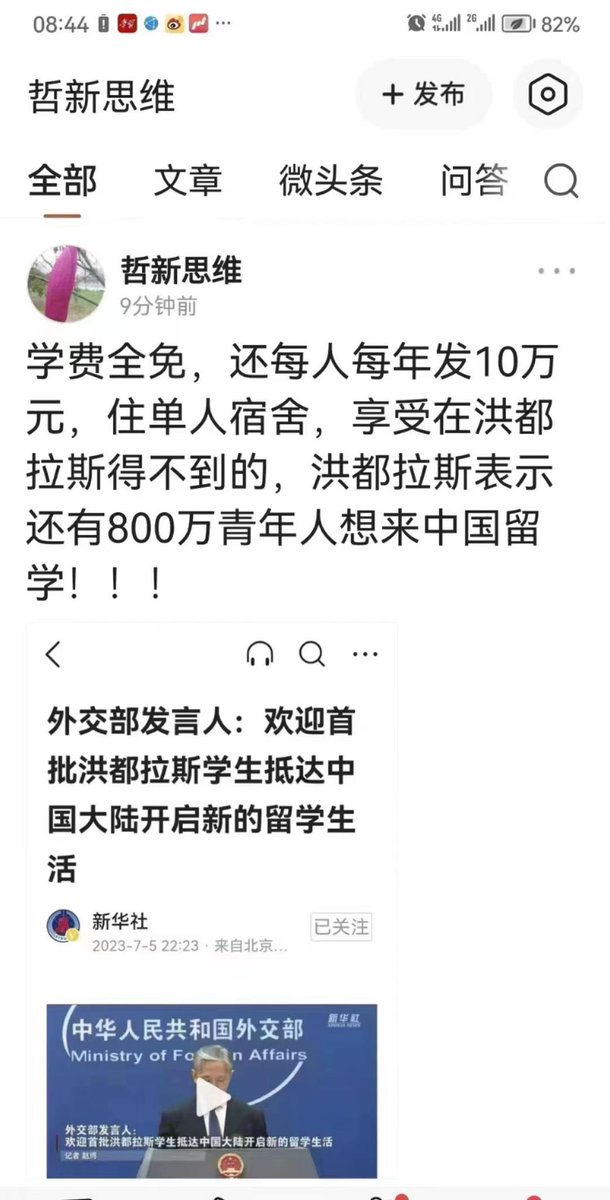 08:44
4G
2G
82%
哲新思维
+ 发布
全部
文章
微头条
问答
哲新思维
9分钟前
学费全免，还每人每年发10万
元，住单人宿舍，享受在洪都
拉斯得不到的，洪都拉斯表示
还有800万青年人想来中国留
学！！！
外交部发言人：欢迎首
批洪都拉斯学生抵达中
国大陆开启新的留学生
活
新华社
已关注
2023-7-5 22:23 · 来自北京...
中华人民共和国外交部
新华社
XINHUA NEWS
Ministry of Fo n Affairs
外交部发言人：
欢迎首批洪都拉斯学生抵达中国大陆开启新的留学生活
记者 赵博